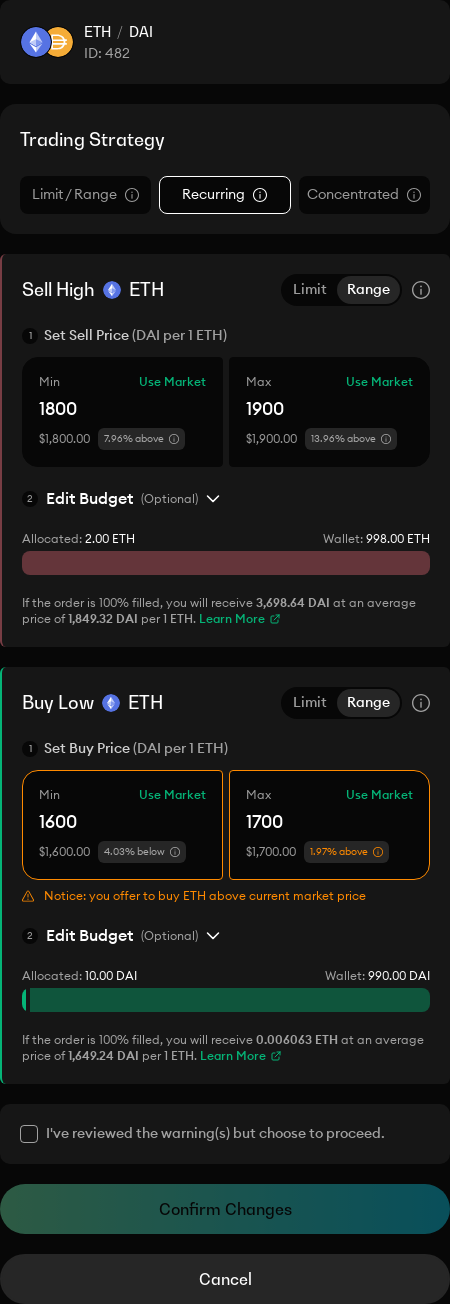 ETH / DAI
ID: 482
Trading Strategy
Limit / Range Recurring Concentrated
Sell High ETH Limit Range
1 Set Sell Price (DAI per 1 ETH)
Min Use Market Max Use Market
1800 1900
$1,800.00 7.96% above $1,900.00 13.96% above
2 Edit Budget (Optional)
Allocated: 2.00 ETH Wallet: 998.00 ETH
If the order is 100% filled, you will receive 3,698.64 DAI at an average
price of 1,849.32 DAI per 1 ETH. Learn More
Buy Low ETH Limit Range
1 Set Buy Price (DAI per 1 ETH)
Min Use Market Max Use Market
1600 1700
$1,600.00 4.03% below $1,700.00 1.97% above
Notice: you offer to buy ETH above current market price
2 Edit Budget (Optional)
Allocated: 10.00 DAI Wallet: 990.00 DAI
If the order is 100% filled, you will receive 0.006063 ETH at an average
price of 1,649.24 DAI per 1 ETH. Learn More
I've reviewed the warning(s) but choose to proceed.
Confirm Changes
Cancel